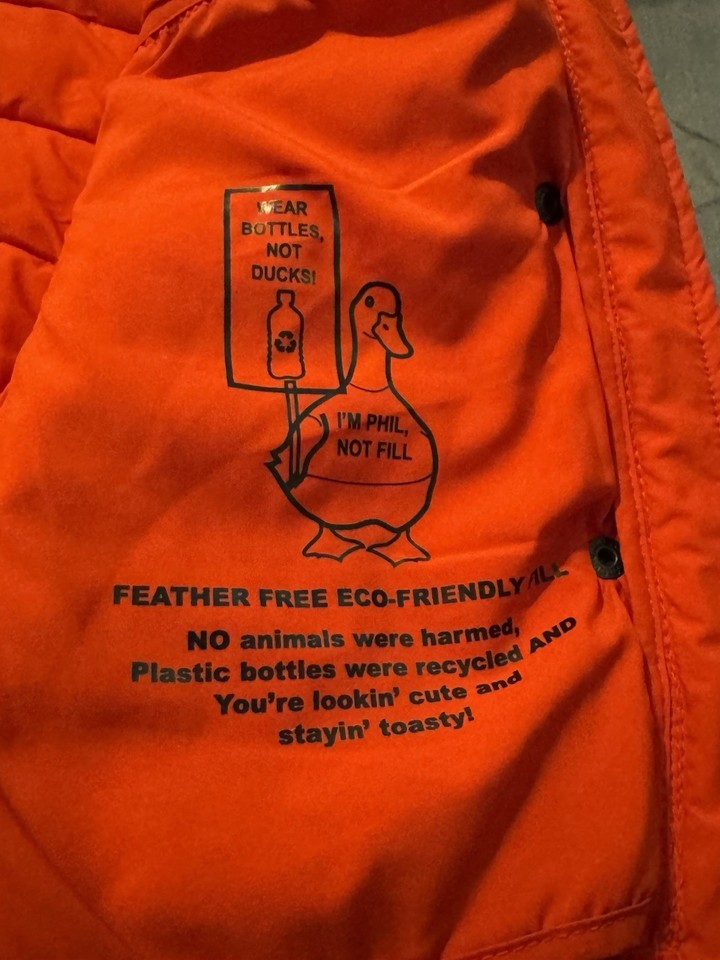 WEAR
BOTTLES,
NOT
DUCKS!
I'M PHIL,
NOT FILL
FEATHER FREE ECO-FRIENDLY FILL
NO animals were harmed,
Plastic bottles were recycled AND
You're lookin' cute and
stayin' toasty!